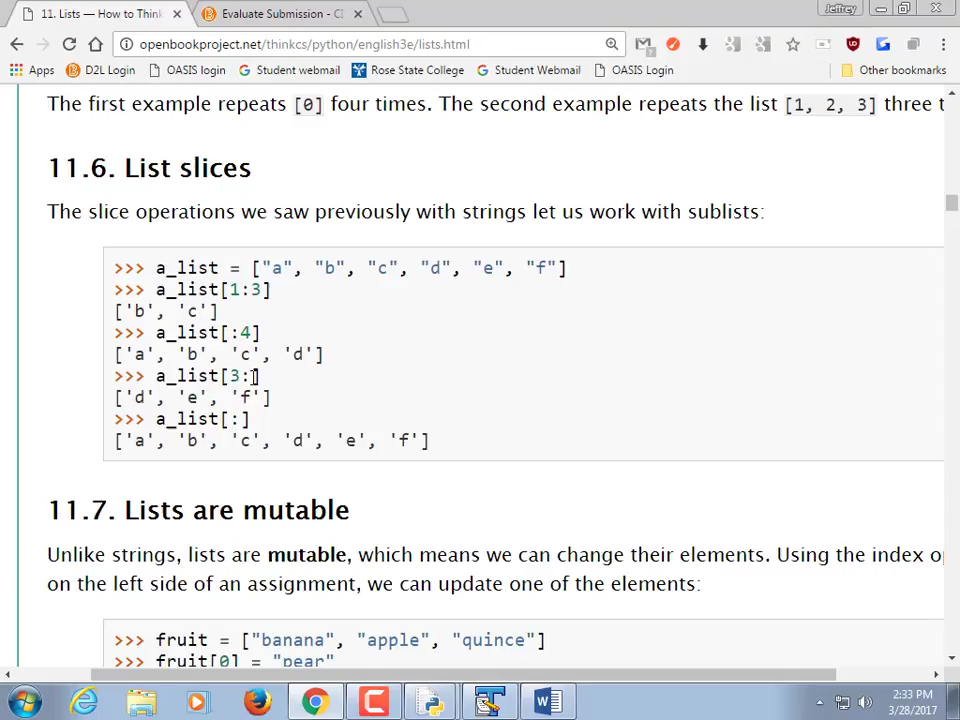 11. Lists — How to Think
Evaluate Submission - CI
Jeffrey
openbookproject.net/thinkcs/python/english3e/lists.html
Apps
D2L Login
OASIS login
Student webmail
Rose State College
Student Webmail
OASIS Login
Other bookmarks
The first example repeats [0] four times. The second example repeats the list [1, 2, 3] three t
11.6. List slices
The slice operations we saw previously with strings let us work with sublists:
>>> a_list = ["a", "b", "c", "d", "e", "f"]
>>> a_list[1:3]
['b', 'c']
>>> a_list[:4]
['a', 'b', 'c', 'd']
>>> a_list[3:]
['d', 'e', 'f']
>>> a_list[:]
['a', 'b', 'c', 'd', 'e', 'f']
11.7. Lists are mutable
Unlike strings, lists are mutable, which means we can change their elements. Using the index o
on the left side of an assignment, we can update one of the elements:
>>> fruit = ["banana", "apple", "quince"]
>>> fruit[0] = "pear"
2:33 PM
3/28/2017